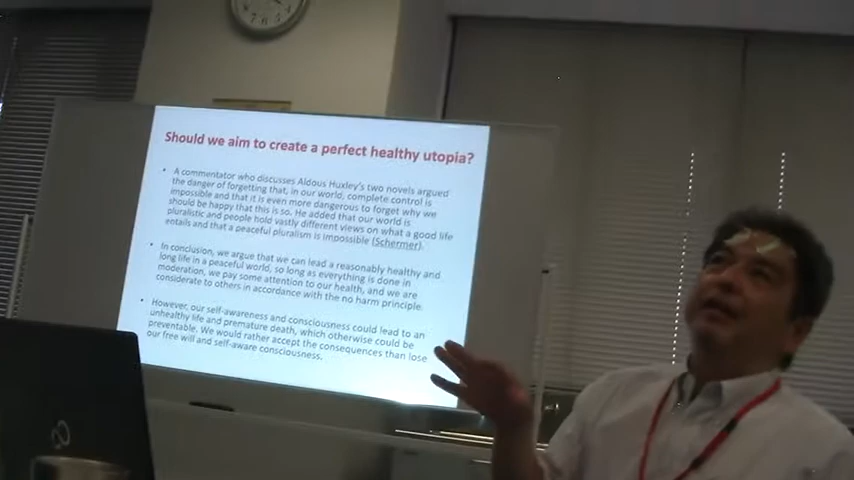 Should we aim to create a perfect healthy utopia?
• A commentator who discusses Aldous Huxley's two novels argued
the danger of forgetting that, in our world, complete control is
impossible and that it is even more dangerous to forget why we
should be happy that this is so. He added that our world is
pluralistic and people hold vastly different views on what a good life
entails and that a peaceful pluralism is impossible (Schermer).
• In conclusion, we argue that we can lead a reasonably healthy and
long life in a peaceful world, so long as everything is done in
moderation, we pay some attention to our health, and we are
considerate to others in accordance with the no harm principle.
• However, our self-awareness and consciousness could lead to an
unhealthy life and premature death, which otherwise could be
preventable. We would rather accept the consequences than lose
our free will and self-aware consciousness.